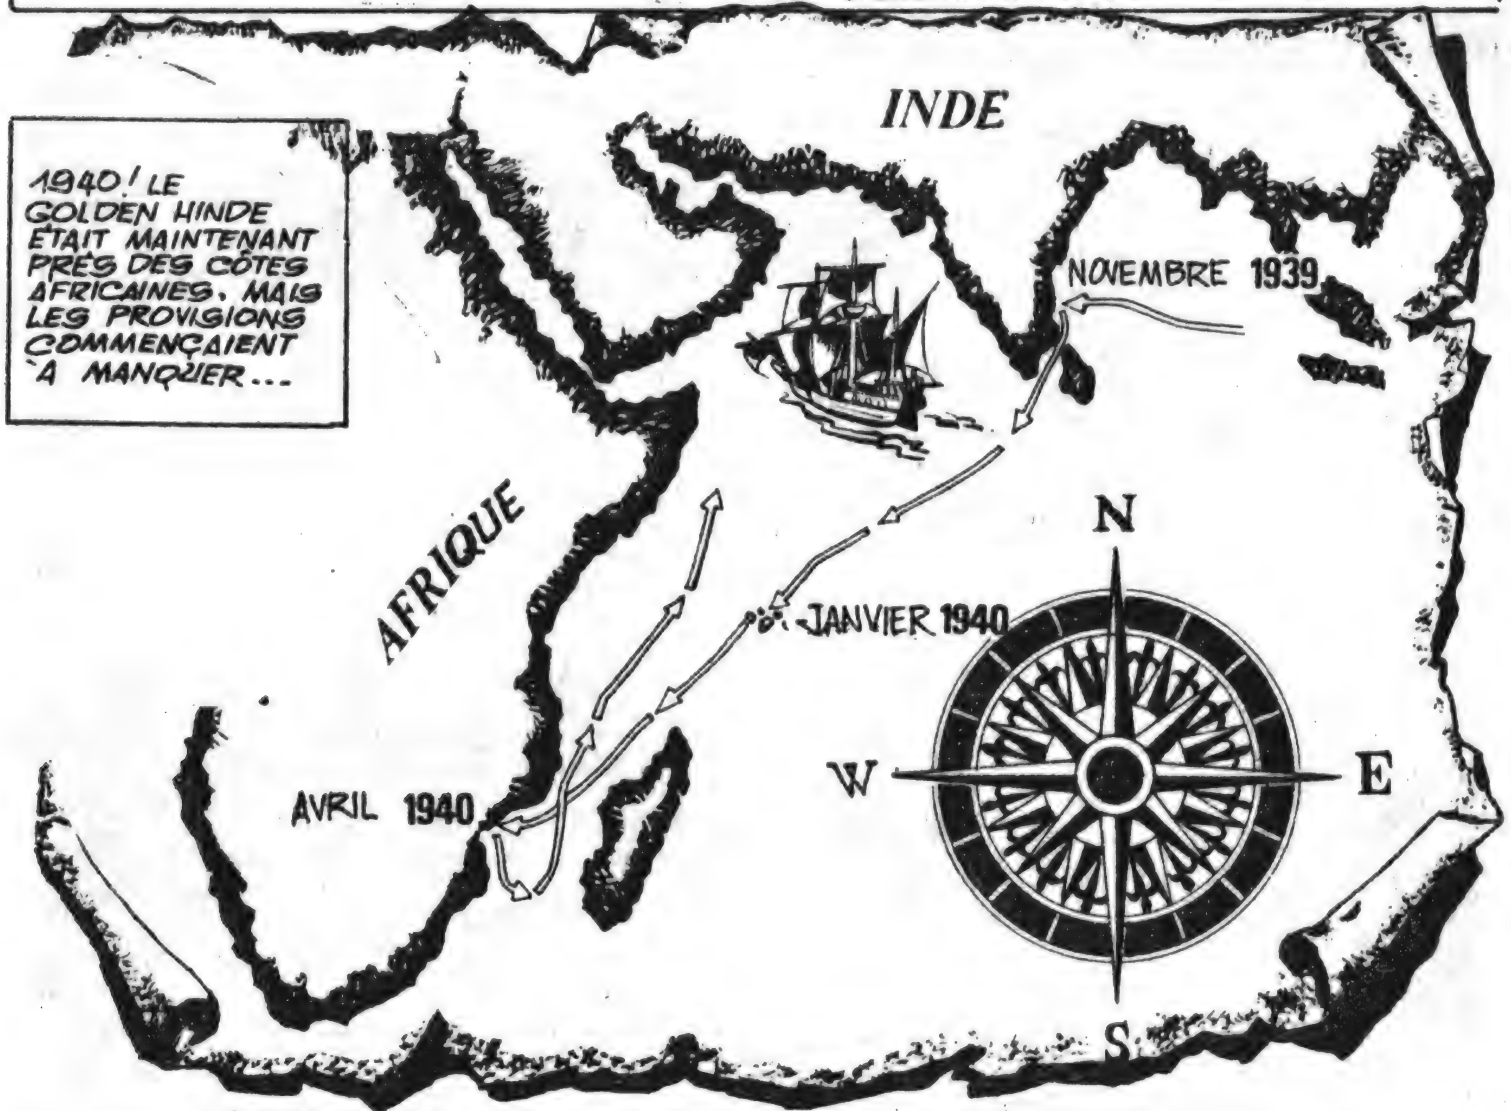 INDE
1940! LE
GOLDEN HINDE
ÉTAIT MAINTENANT
PRÈS DES CÔTES
AFRICAINES. MAIS
LES PROVISIONS
COMMENÇAIENT
À MANQUER...
NOVEMBRE 1939
AFRIQUE
N
JANVIER 1940
W
E
AVRIL 1940
S